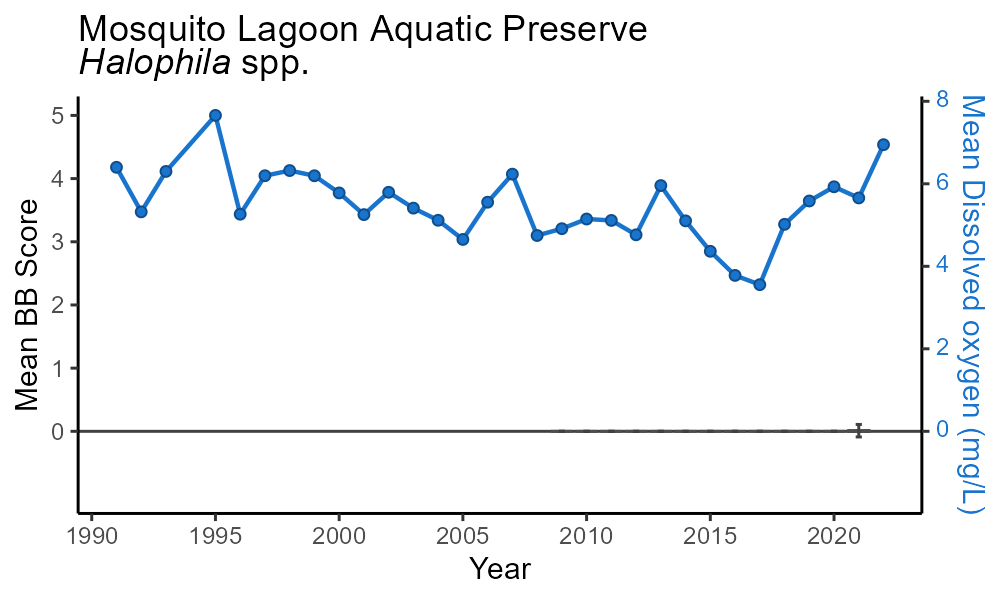 Mosquito Lagoon Aquatic Preserve
Halophila spp.
Mean BB Score
5
4
3
2
1
0
8
6
4
2
0
Mean Dissolved oxygen (mg/L)
1990 1995 2000 2005 2010 2015 2020
Year